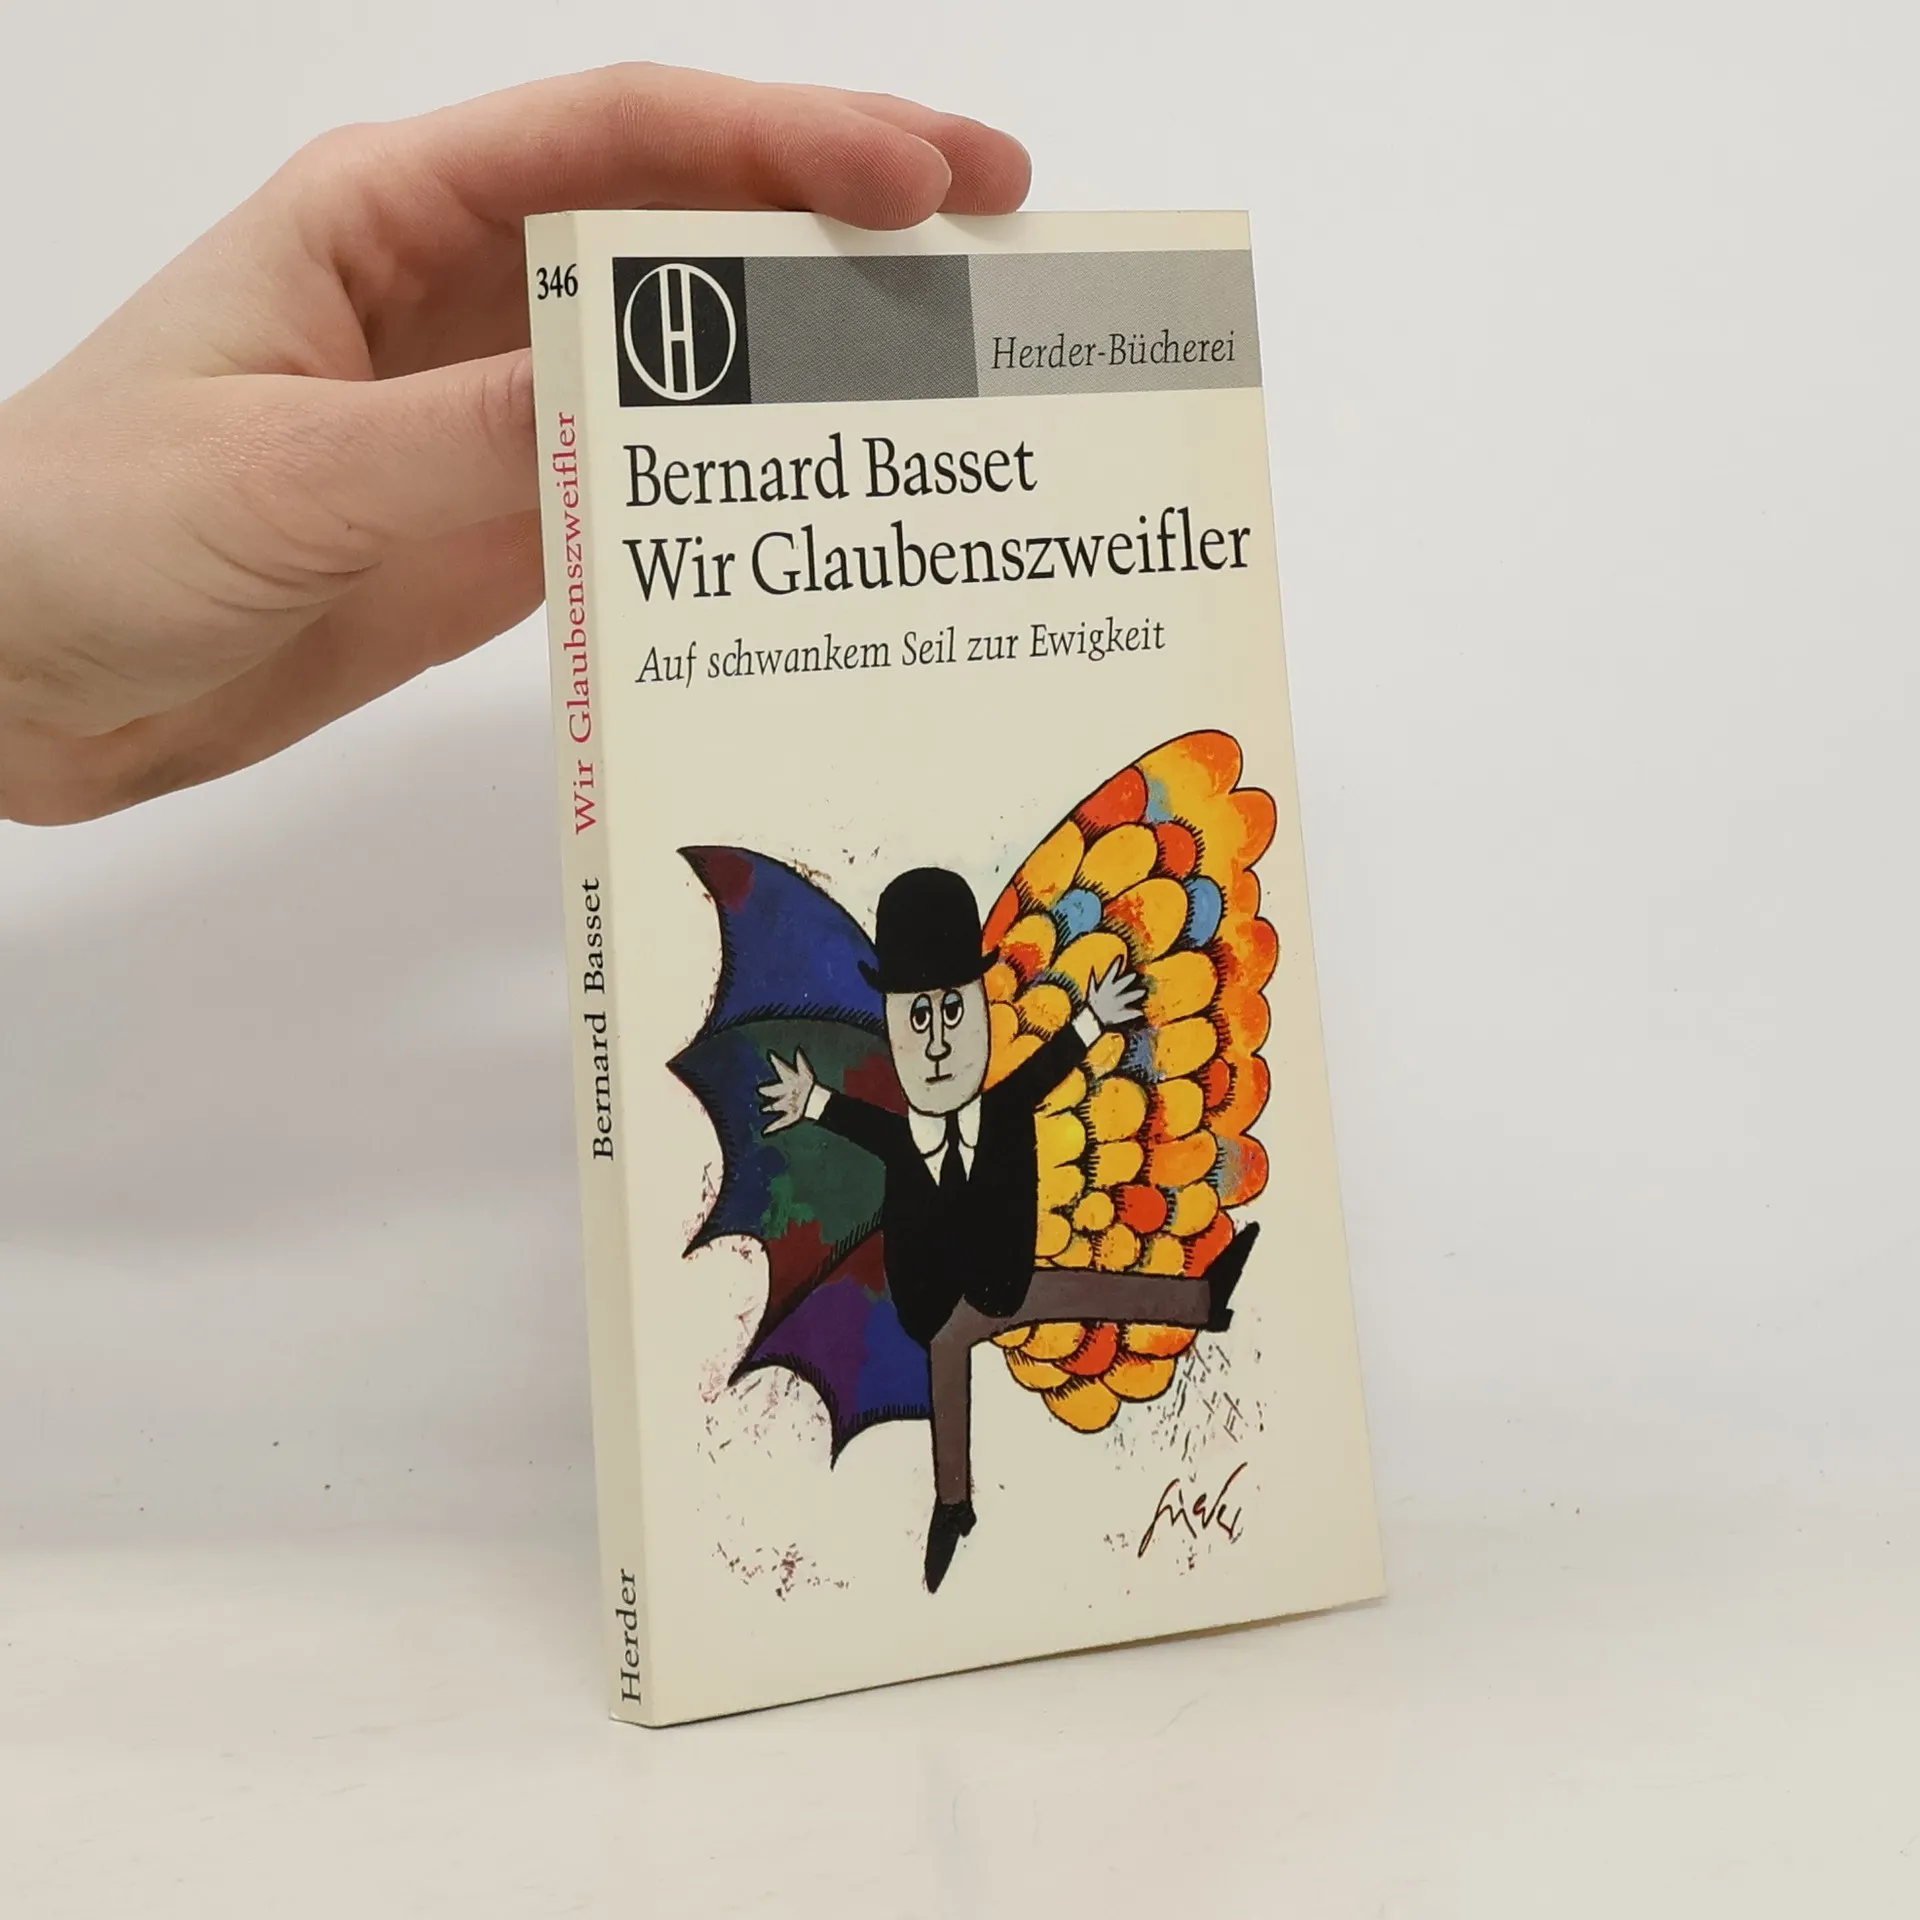 346
Wir Glaubenszweifler
Bernard Basset
Herder
H
Herder-Bücherei
Bernard Basset
Wir Glaubenszweifler
Auf schwankem Seil zur Ewigkeit